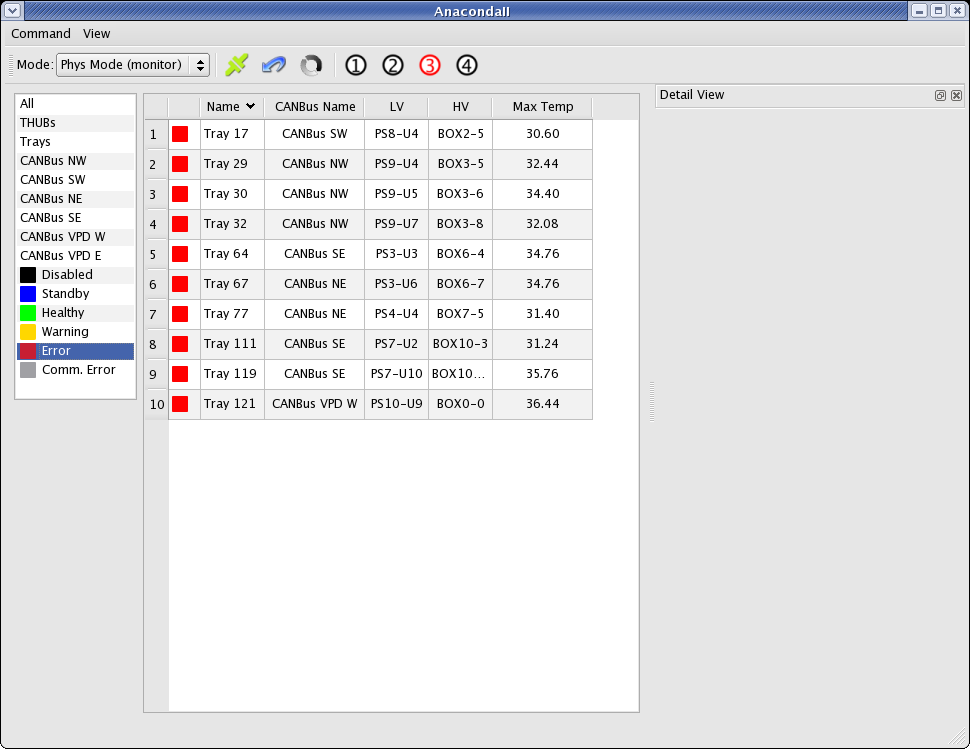 AnacondaII
Command View
Mode: Phys Mode (monitor) 1 2 3 4
All
THUBs
Trays
CANBus NW
CANBus SW
CANBus NE
CANBus SE
CANBus VPD W
CANBus VPD E
Disabled
Standby
Healthy
Warning
Error
Comm. Error
Name CANBus Name LV HV Max Temp
1 Tray 17 CANBus SW PS8-U4 BOX2-5 30.60
2 Tray 29 CANBus NW PS9-U4 BOX3-5 32.44
3 Tray 30 CANBus NW PS9-U5 BOX3-6 34.40
4 Tray 32 CANBus NW PS9-U7 BOX3-8 32.08
5 Tray 64 CANBus SE PS3-U3 BOX6-4 34.76
6 Tray 67 CANBus NE PS3-U6 BOX6-7 34.76
7 Tray 77 CANBus NE PS4-U4 BOX7-5 31.40
8 Tray 111 CANBus SE PS7-U2 BOX10-3 31.24
9 Tray 119 CANBus SE PS7-U10 BOX10... 35.76
10 Tray 121 CANBus VPD W PS10-U9 BOX0-0 36.44
Detail View